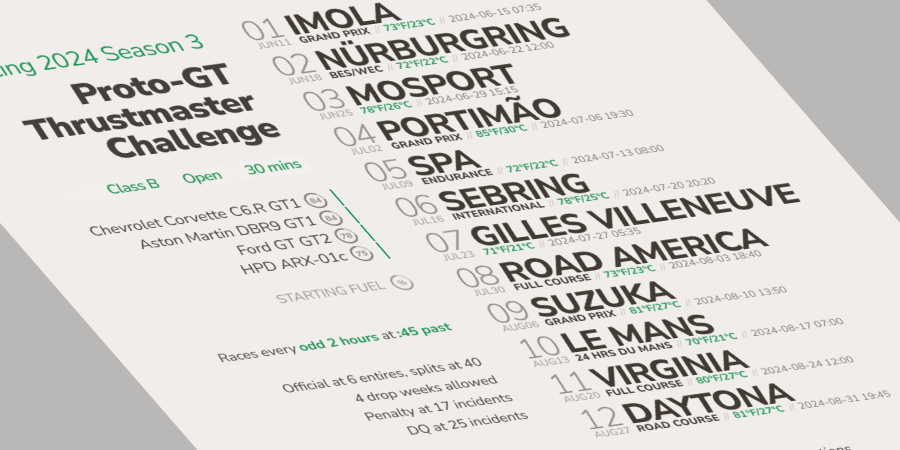 ing 2024 Season 3
Proto-GT
Thrustmaster
Challenge
Class B Open 30 mins
Chevrolet Corvette C6.R GT1 84
Aston Martin DBR9 GT1 84
Ford GT GT2 78
HPD ARX-01c 75
STARTING FUEL %
Races every odd 2 hours at :45 past
Official at 6 entires, splits at 40
4 drop weeks allowed
Penalty at 17 incidents
DQ at 25 incidents
01 IMOLA
JUN11 GRAND PRIX // 73°F/23°C // 2024-06-15 07:35
02 NÜRBURGRING
JUN18 BES/WEC // 72°F/22°C // 2024-06-22 12:00
03 MOSPORT
JUN25 78°F/26°C // 2024-06-29 15:15
04 PORTIMÃO
JUL02 GRAND PRIX // 85°F/30°C // 2024-07-06 19:30
05 SPA
JUL09 ENDURANCE // 72°F/22°C // 2024-07-13 08:00
06 SEBRING
JUL16 INTERNATIONAL // 78°F/25°C // 2024-07-20 20:20
07 GILLES VILLENEUVE
JUL23 71°F/21°C // 2024-07-27 05:35
08 ROAD AMERICA
JUL30 FULL COURSE // 73°F/23°C // 2024-08-03 18:40
09 SUZUKA
AUG06 GRAND PRIX // 81°F/27°C // 2024-08-10 13:50
10 LE MANS
AUG13 24 HRS DU MANS // 70°F/21°C // 2024-08-17 07:00
11 VIRGINIA
AUG20 FULL COURSE // 80°F/27°C // 2024-08-24 12:00
12 DAYTONA
AUG27 ROAD COURSE // 81°F/27°C // 2024-08-31 19:45